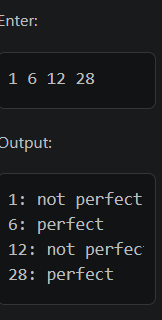 Enter:
1 6 12 28
Output:
1: not perfect
6: perfect
12: not perfec
28: perfect